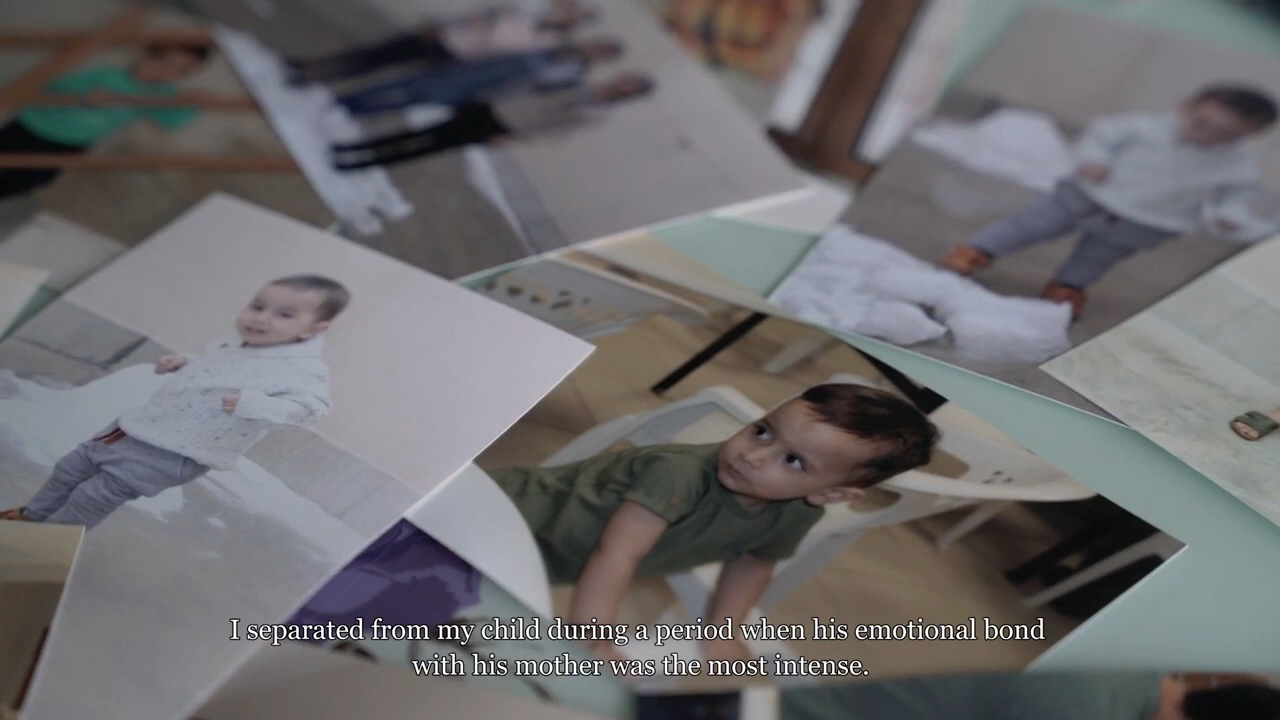 I separated from my child during a period when his emotional bond
with his mother was the most intense.